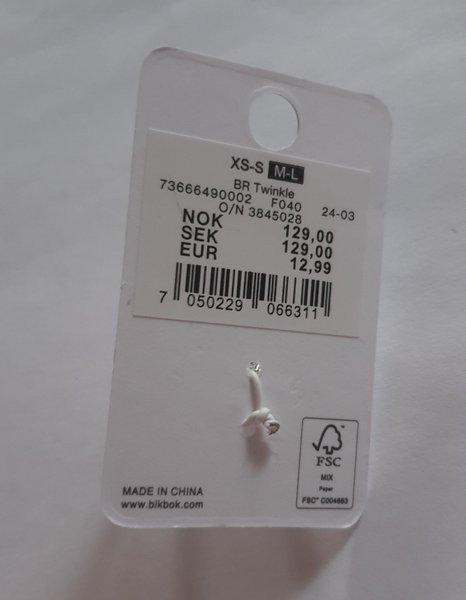 XS-S M-L
BR Twinkle
73666490002 F040 24-03
O/N 3845028
NOK 129,00
SEK 129,00
EUR 12,99
7 050229 066311
FSC
MIX
Paper
FSC® C004663
MADE IN CHINA
www.bikbok.com